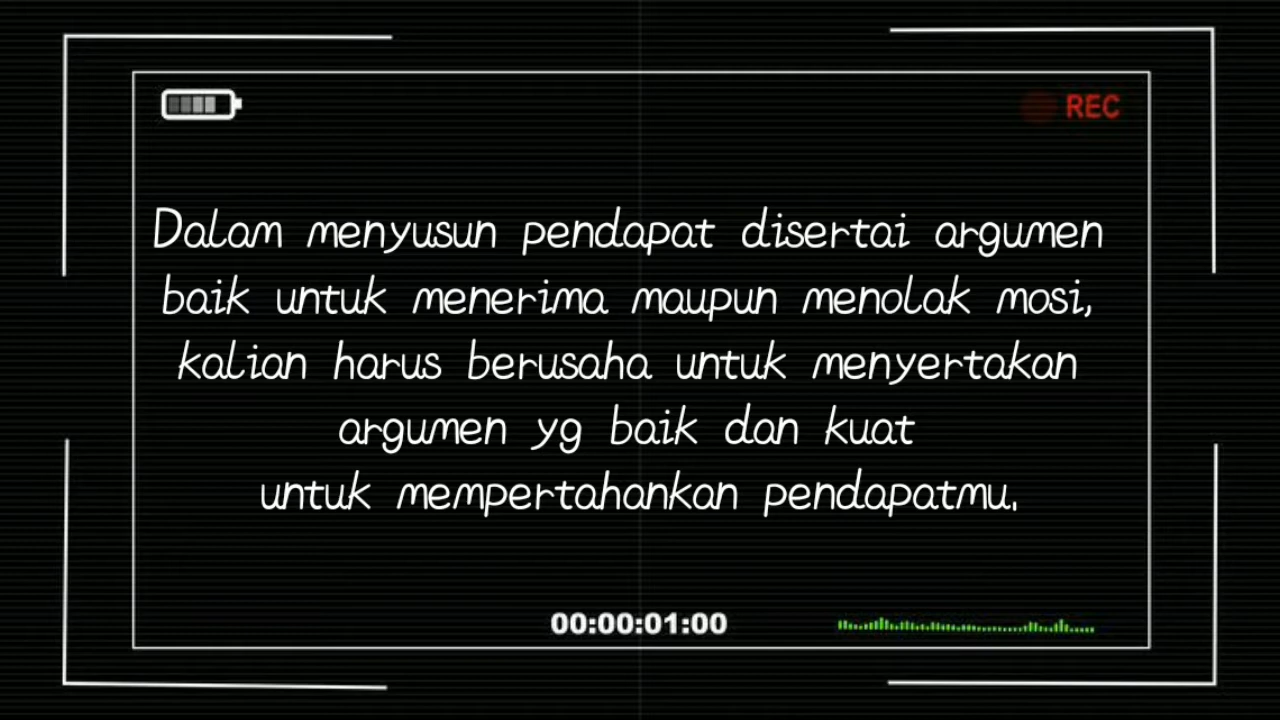 REC
Dalam menyusun pendapat disertai argumen
baik untuk menerima maupun menolak mosi,
kalian harus berusaha untuk menyertakan
argumen yg baik dan kuat
untuk mempertahankan pendapatmu.
00:00:01:00